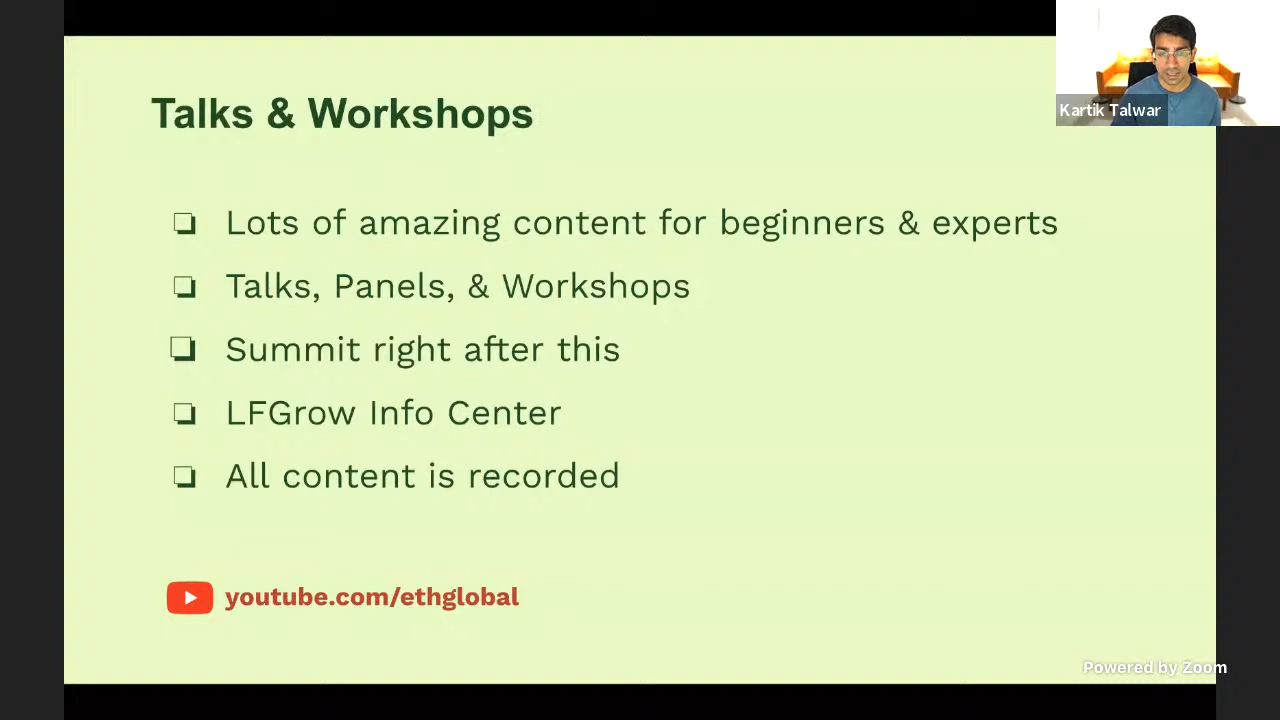 Talks & Workshops
Kartik Talwar
Lots of amazing content for beginners & experts
Talks, Panels, & Workshops
Summit right after this
LFGrow Info Center
All content is recorded
youtube.com/ethglobal
Powered by Zoom